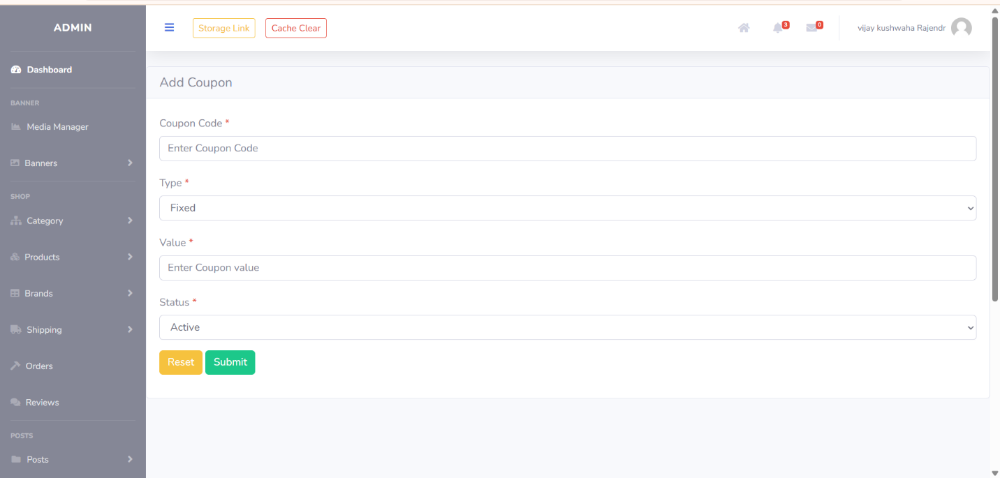 ADMIN
Dashboard
BANNER
Media Manager
Banners
SHOP
Category
Products
Brands
Shipping
Orders
Reviews
POSTS
Posts
Storage Link
Cache Clear
3
0
vijay kushwaha Rajendr
Add Coupon
Coupon Code *
Enter Coupon Code
Type *
Fixed
Value *
Enter Coupon value
Status *
Active
Reset
Submit